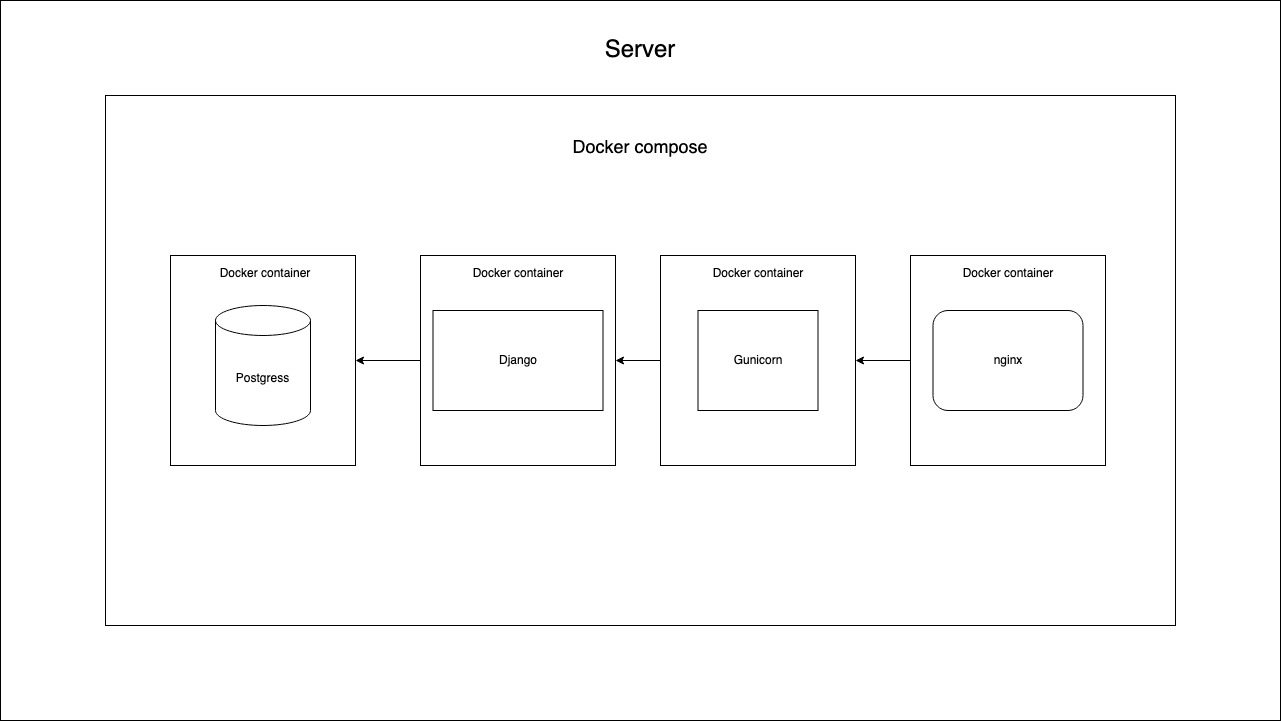 Server
Docker compose
Docker container
Postgress
Docker container
Django
Docker container
Gunicorn
Docker container
nginx